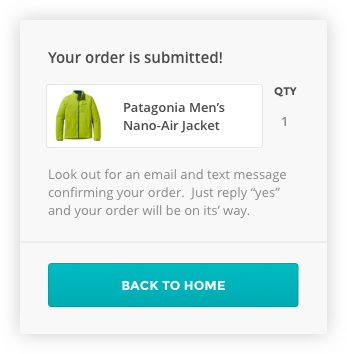 Your order is submitted!
QTY
Patagonia Men’s
Nano-Air Jacket
1
Look out for an email and text message
confirming your order.  Just reply “yes”
and your order will be on its' way.
BACK TO HOME